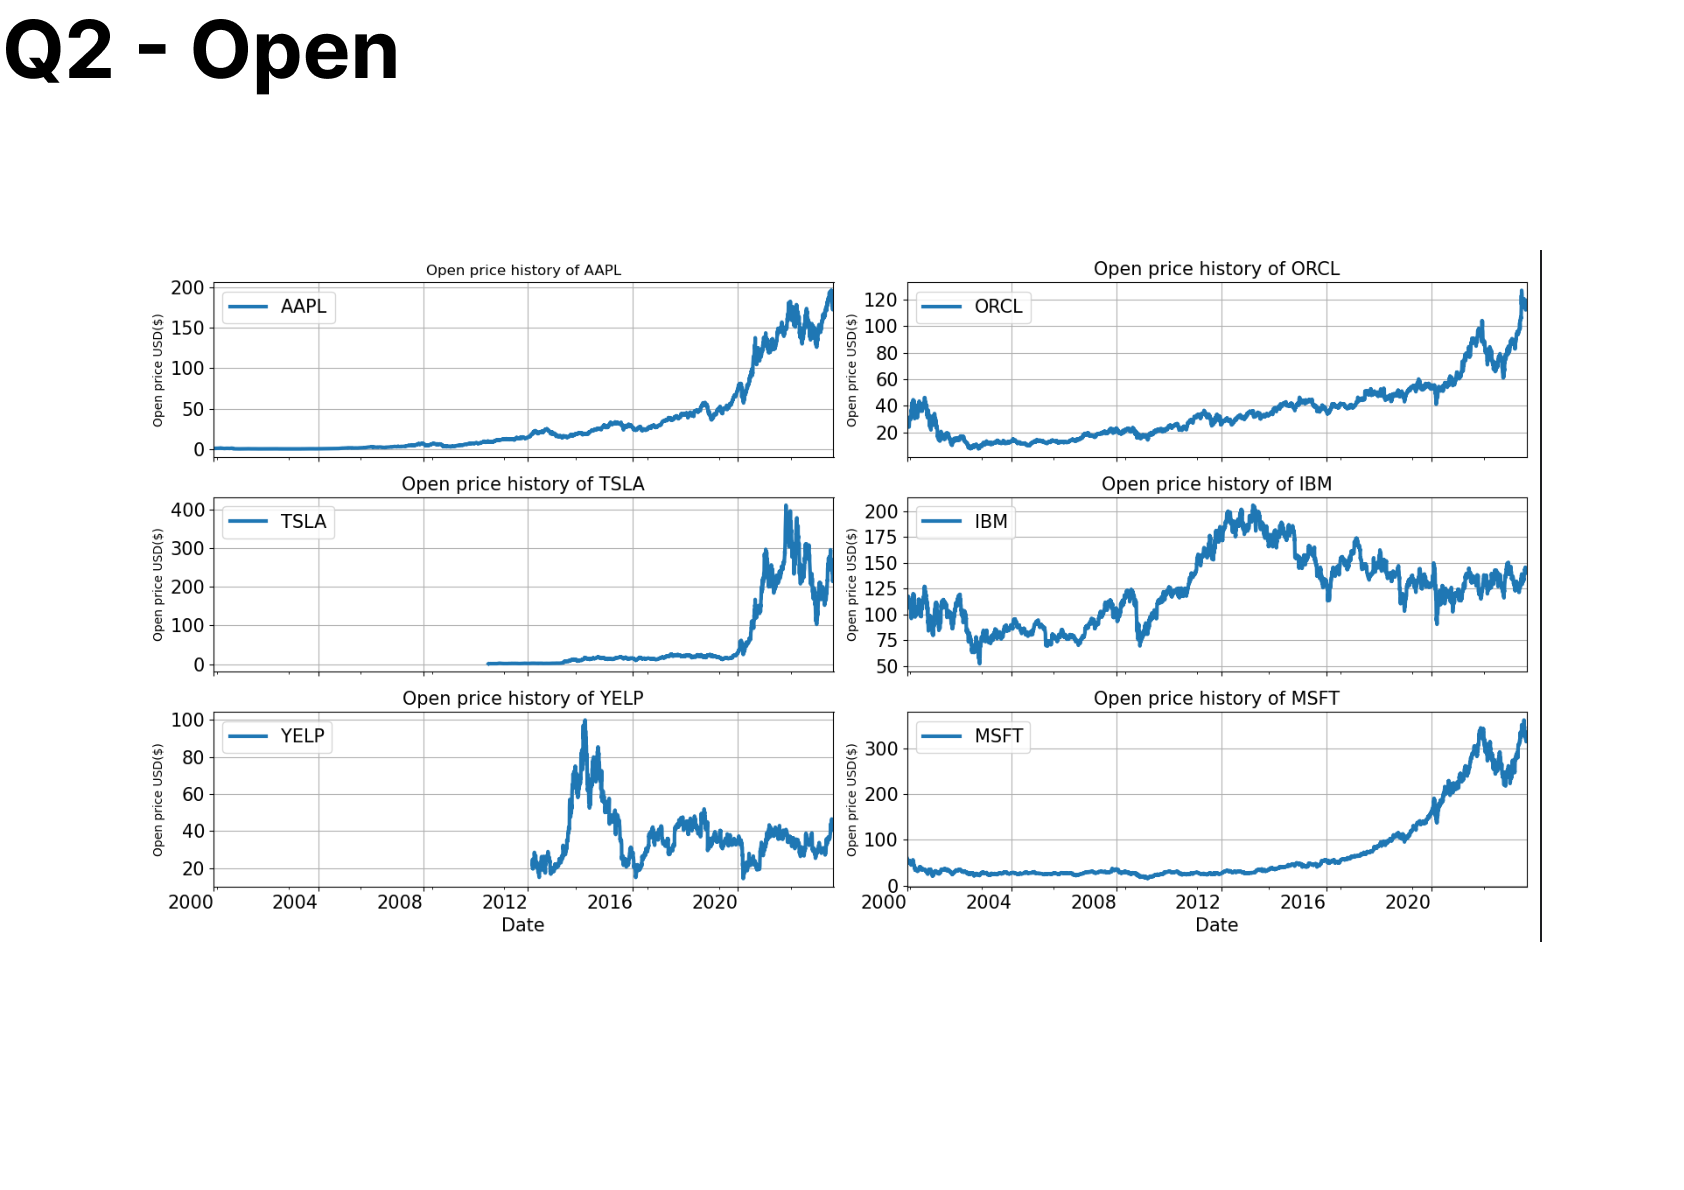 Q2 - Open
Open price history of AAPL
Open price USD($)
200
150
100
50
0
AAPL
Open price history of ORCL
Open price USD($)
120
100
80
60
40
20
ORCL
Open price history of TSLA
Open price USD($)
400
300
200
100
0
TSLA
Open price history of IBM
Open price USD($)
200
175
150
125
100
75
50
IBM
Open price history of YELP
Open price USD($)
100
80
60
40
20
YELP
2000 2004 2008 2012 2016 2020
Date
Open price history of MSFT
Open price USD($)
300
200
100
0
MSFT
2000 2004 2008 2012 2016 2020
Date